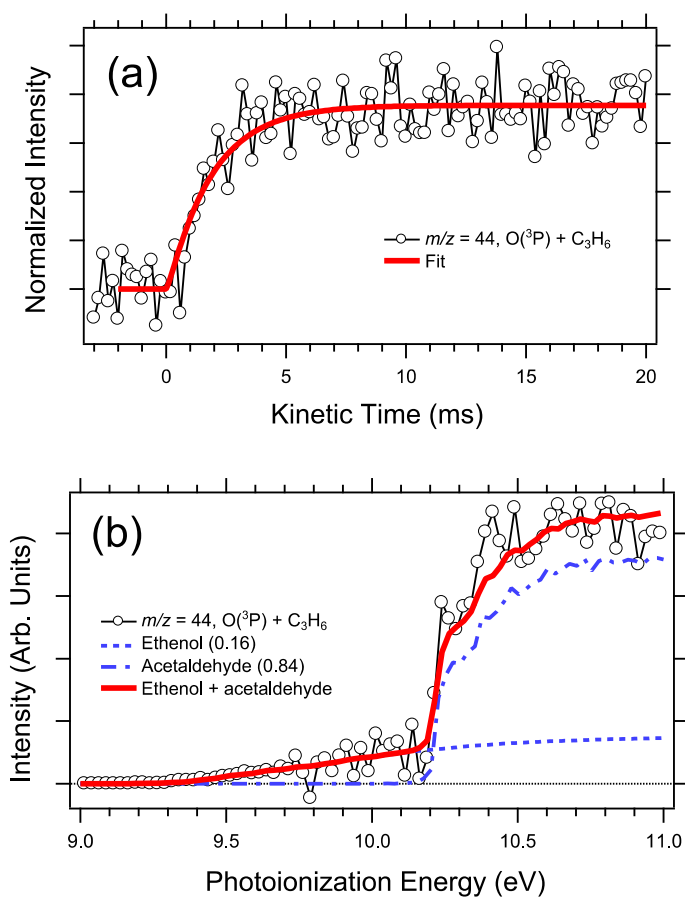 (a)
Normalized Intensity
m/z = 44, O(³P) + C₃H₆
Fit
0 5 10 15 20
Kinetic Time (ms)
(b)
Intensity (Arb. Units)
m/z = 44, O(³P) + C₃H₆
Ethenol (0.16)
Acetaldehyde (0.84)
Ethenol + acetaldehyde
9.0 9.5 10.0 10.5 11.0
Photoionization Energy (eV)